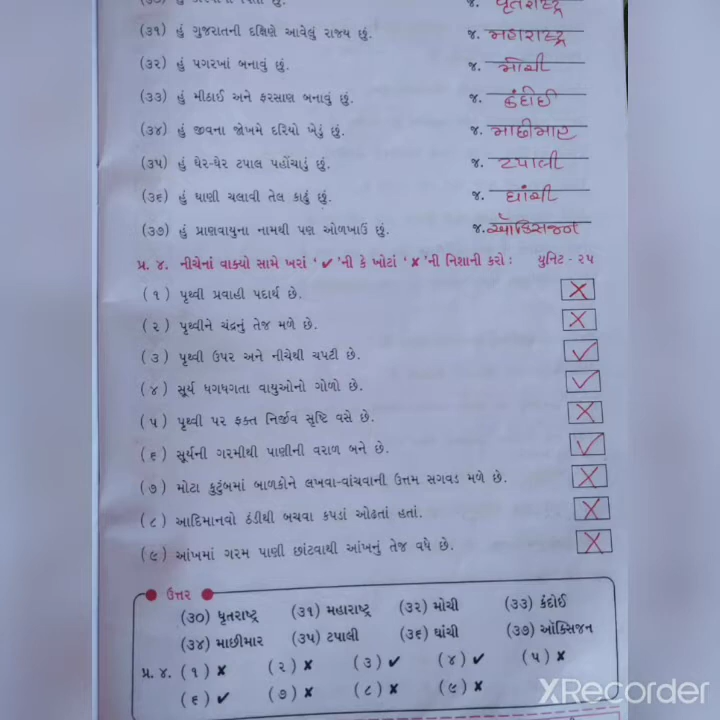 જ. ધૃતરાષ્ટ્ર
(૩૧) હું ગુજરાતની દક્ષિણે આવેલું રાજ્ય છું. જ. મહારાષ્ટ્ર
(૩૨) હું પગરખાં બનાવું છું. જ. મોચી
(૩૩) હું મીઠાઈ અને ફરસાણ બનાવું છું. જ. કંદોઈ
(૩૪) હું જીવના જોખમે દરિયો ખેડું છું. જ. માછીમાર
(૩૫) હું ઘેર-ઘેર ટપાલ પહોંચાડું છું. જ. ટપાલી
(૩૬) હું ઘાણી ચલાવી તેલ કાઢું છું. જ. ઘાંચી
(૩૭) હું પ્રાણવાયુના નામથી પણ ઓળખાઉં છું. જ. ઑક્સિજન
પ્ર. ૪. નીચેનાં વાક્યો સામે ખરાં ‘✔’ની કે ખોટાં ‘✘’ની નિશાની કરો : યુનિટ - ૨૫
(૧) પૃથ્વી પ્રવાહી પદાર્થ છે. ✗
(૨) પૃથ્વીને ચંદ્રનું તેજ મળે છે. ✗
(૩) પૃથ્વી ઉપર અને નીચેથી ચપટી છે. ✓
(૪) સૂર્ય ધગધગતા વાયુઓનો ગોળો છે. ✓
(૫) પૃથ્વી પર ફક્ત નિર્જીવ સૃષ્ટિ વસે છે. ✗
(૬) સૂર્યની ગરમીથી પાણીની વરાળ બને છે. ✓
(૭) મોટા કુટુંબમાં બાળકોને લખવા-વાંચવાની ઉત્તમ સગવડ મળે છે. ✗
(૮) આદિમાનવો ઠંડીથી બચવા કપડાં ઓઢતાં હતાં. ✗
(૯) આંખમાં ગરમ પાણી છાંટવાથી આંખનું તેજ વધે છે. ✗
ઉત્તર
(૩૦) ધૃતરાષ્ટ્ર (૩૧) મહારાષ્ટ્ર (૩૨) મોચી (૩૩) કંદોઈ
(૩૪) માછીમાર (૩૫) ટપાલી (૩૬) ઘાંચી (૩૭) ઑક્સિજન
પ્ર. ૪. (૧) ✘ (૨) ✘ (૩) ✔ (૪) ✔ (૫) ✘
(૬) ✔ (૭) ✘ (૮) ✘ (૯) ✘
XRecorder